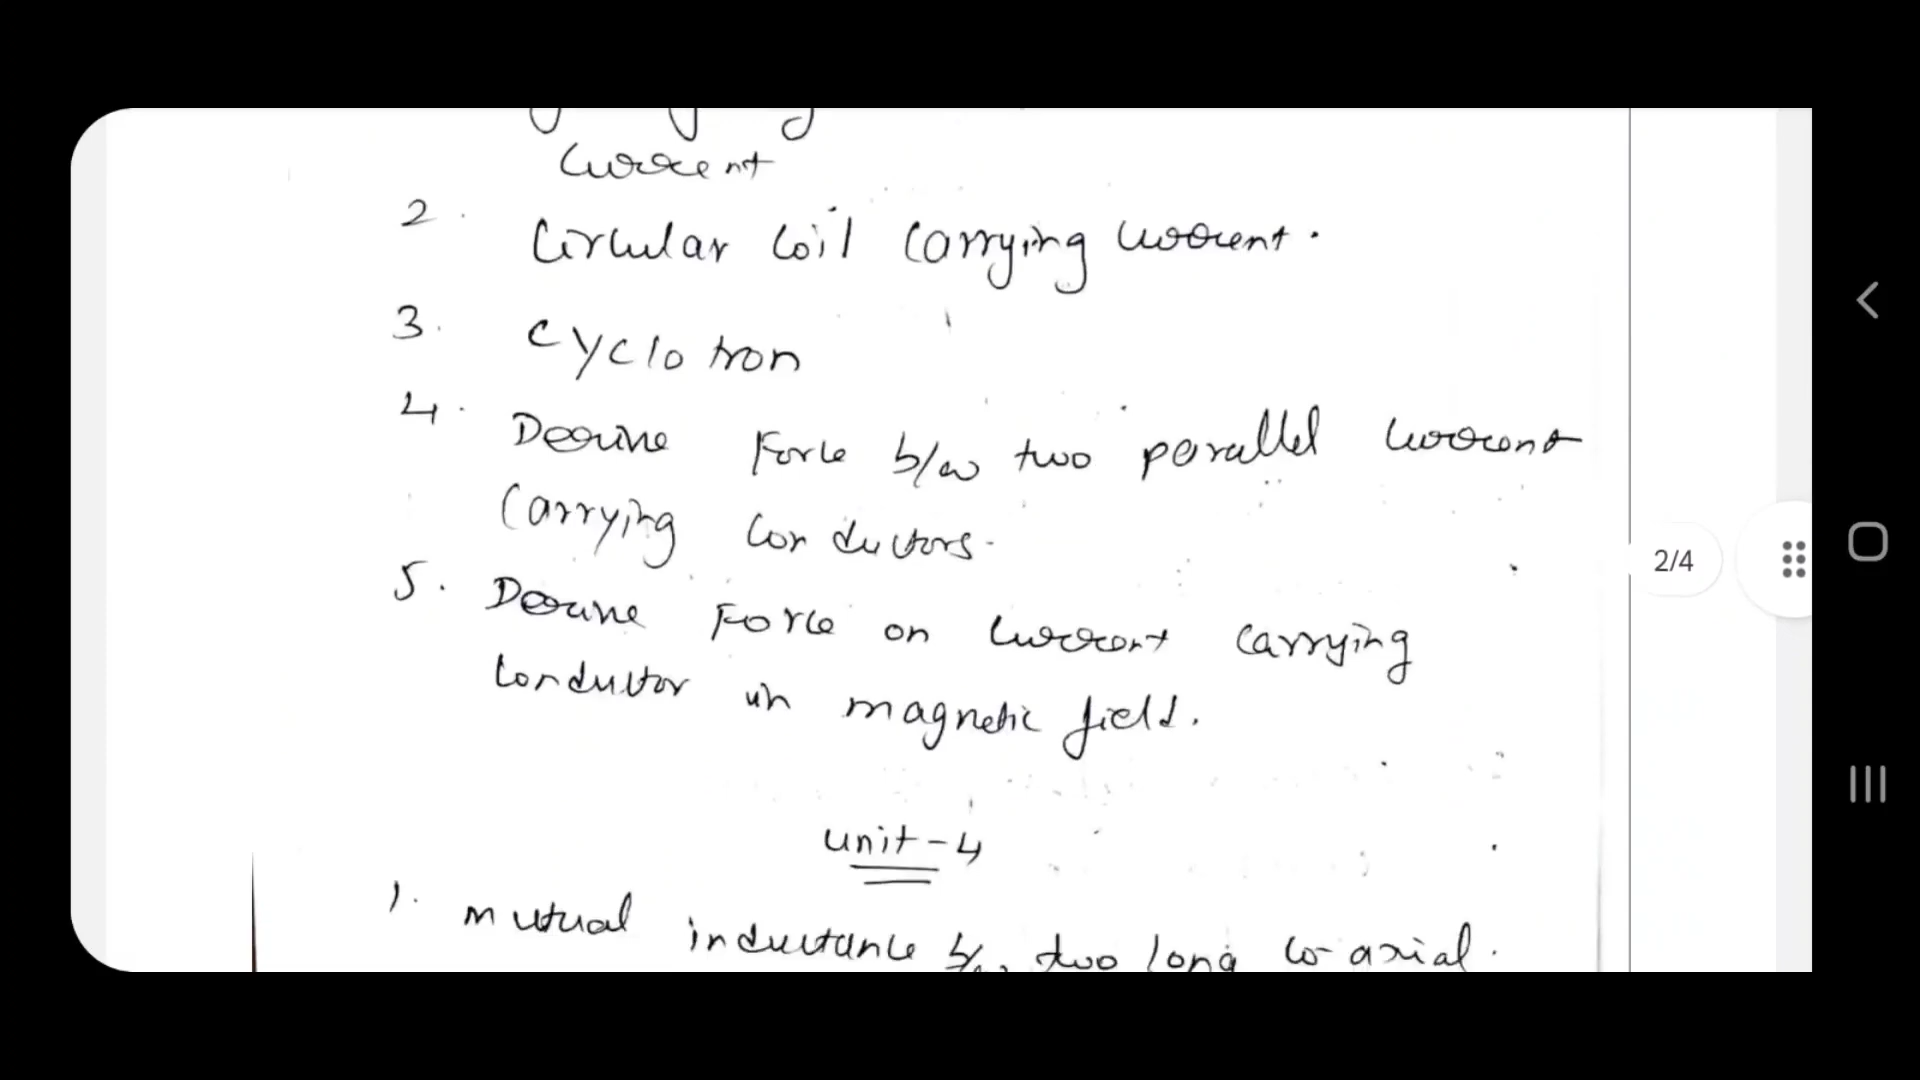 Current
2. Circular coil carrying current.
3. cyclotron
4. Derive Force b/w two parallel current
carrying conductors.
5. Derive Force on current carrying
conductor in magnetic field.
unit-4
1. mutual inductance b/w two long co-axial.
2/4